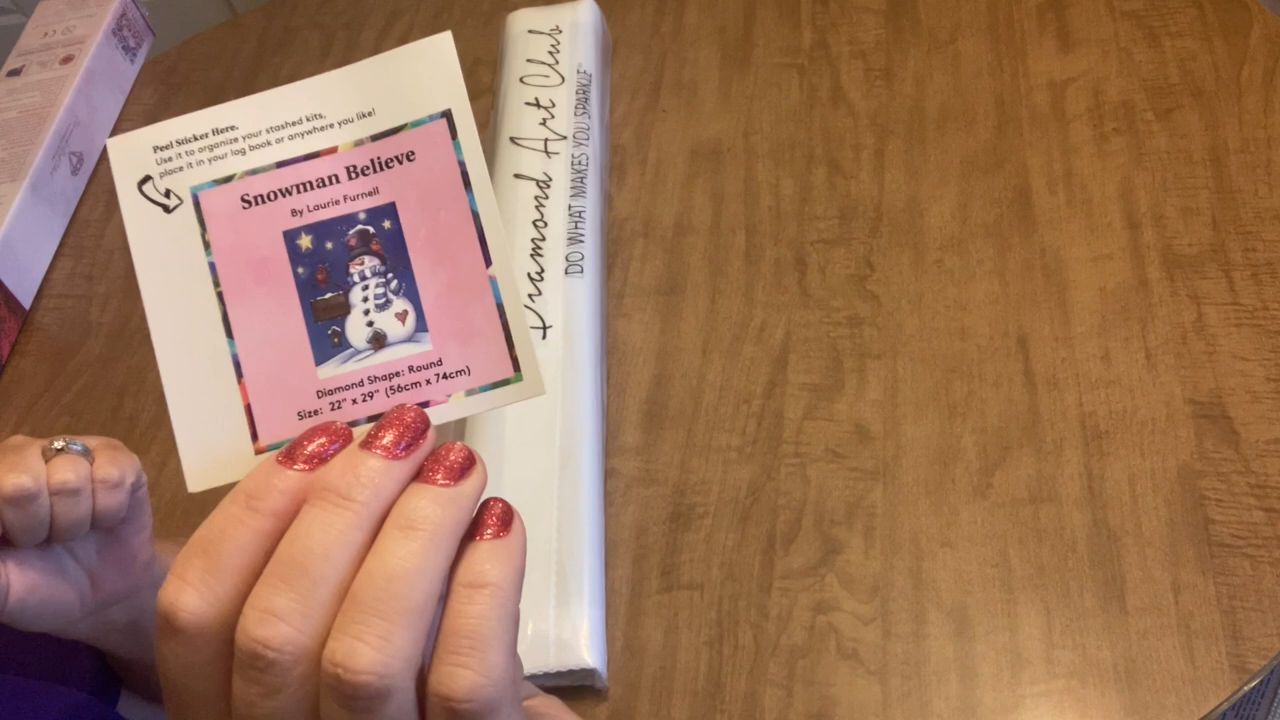 Peel Sticker Here.
Use it to organize your stashed kits,
place it in your log book or anywhere you like!
Snowman Believe
By Laurie Furnell
Diamond Shape: Round
Size: 22" x 29" (56cm x 74cm)
Diamond Art Club
DO WHAT MAKES YOU SPARKLE™